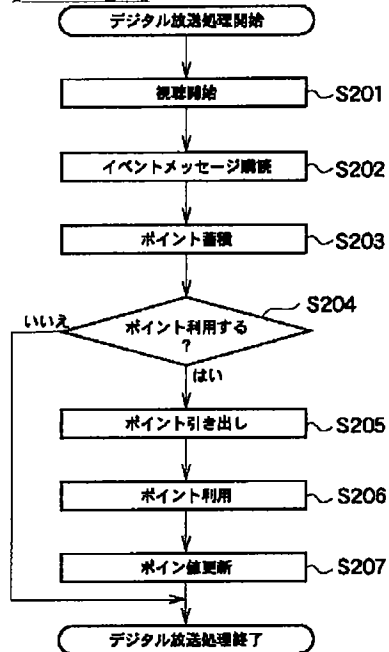 デジタル放送処理開始
視聴開始
S201
イベントメッセージ購読
S202
ポイント蓄積
S203
S204
いいえ
ポイント利用する
?
はい
ポイント引き出し
S205
ポイント利用
S206
ポイン値更新
S207
デジタル放送処理終了